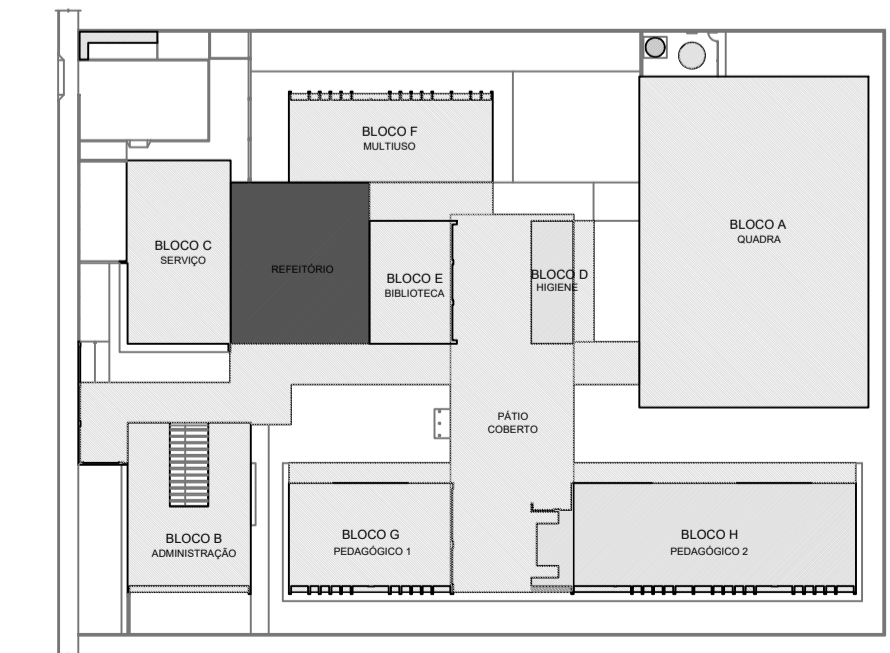 BLOCO F
MULTIUSO
BLOCO A
QUADRA
BLOCO C
SERVIÇO
REFEITÓRIO
BLOCO E
BIBLIOTECA
BLOCO D
HIGIENE
PÁTIO
COBERTO
BLOCO B
ADMINISTRAÇÃO
BLOCO G
PEDAGÓGICO 1
BLOCO H
PEDAGÓGICO 2